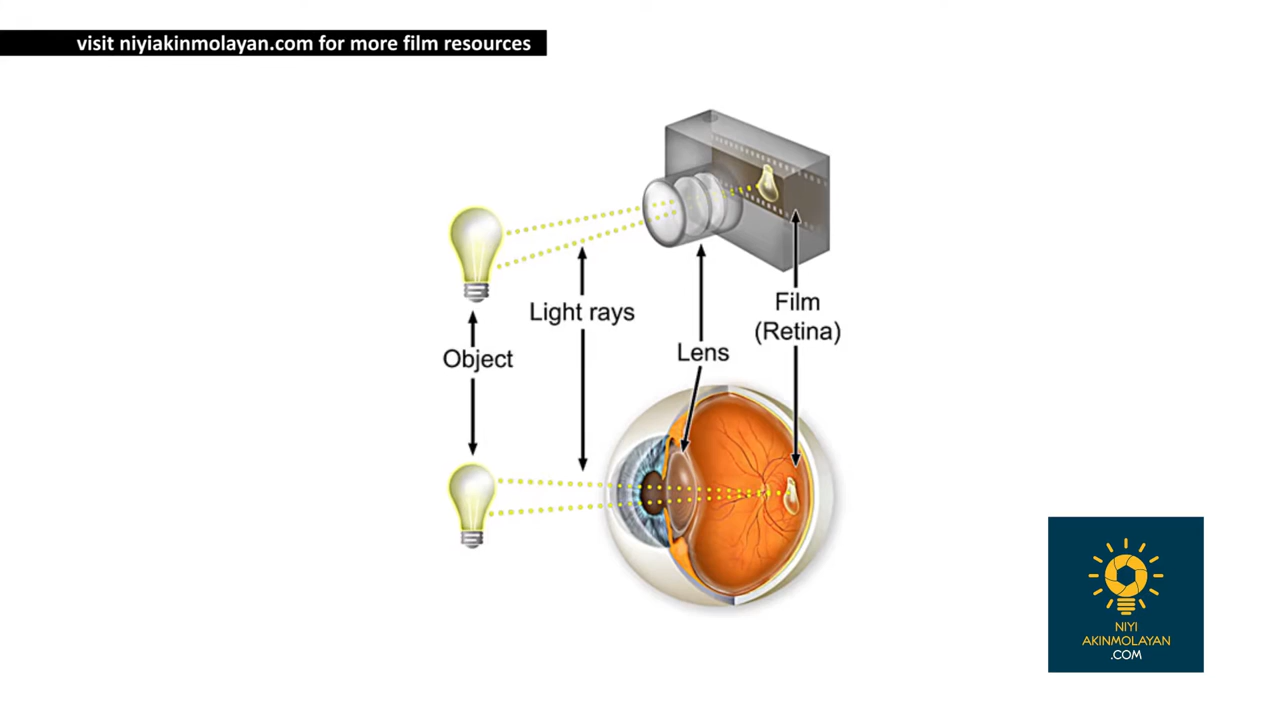 visit niyiakinmolayan.com for more film resources
Light rays
Film
(Retina)
Lens
Object
NIYI
AKINMOLAYAN
.COM